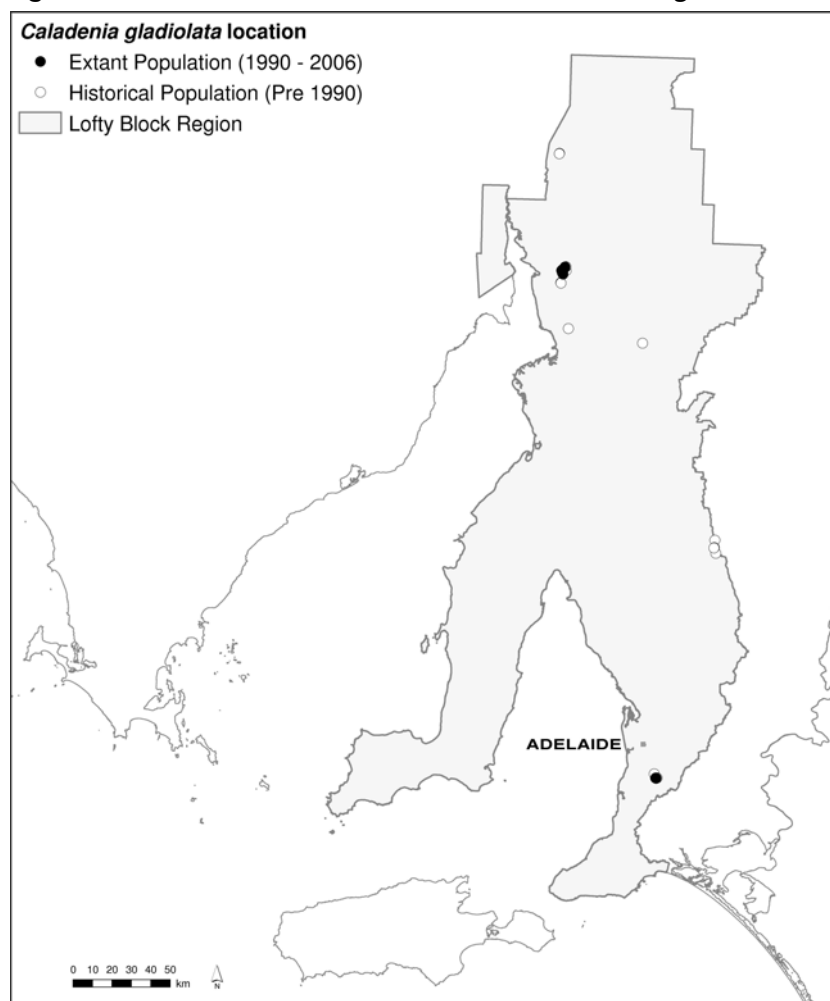 Caladenia gladiolata location
Extant Population (1990 - 2006)
Historical Population (Pre 1990)
Lofty Block Region
ADELAIDE
0 10 20 30 40 50
km
N